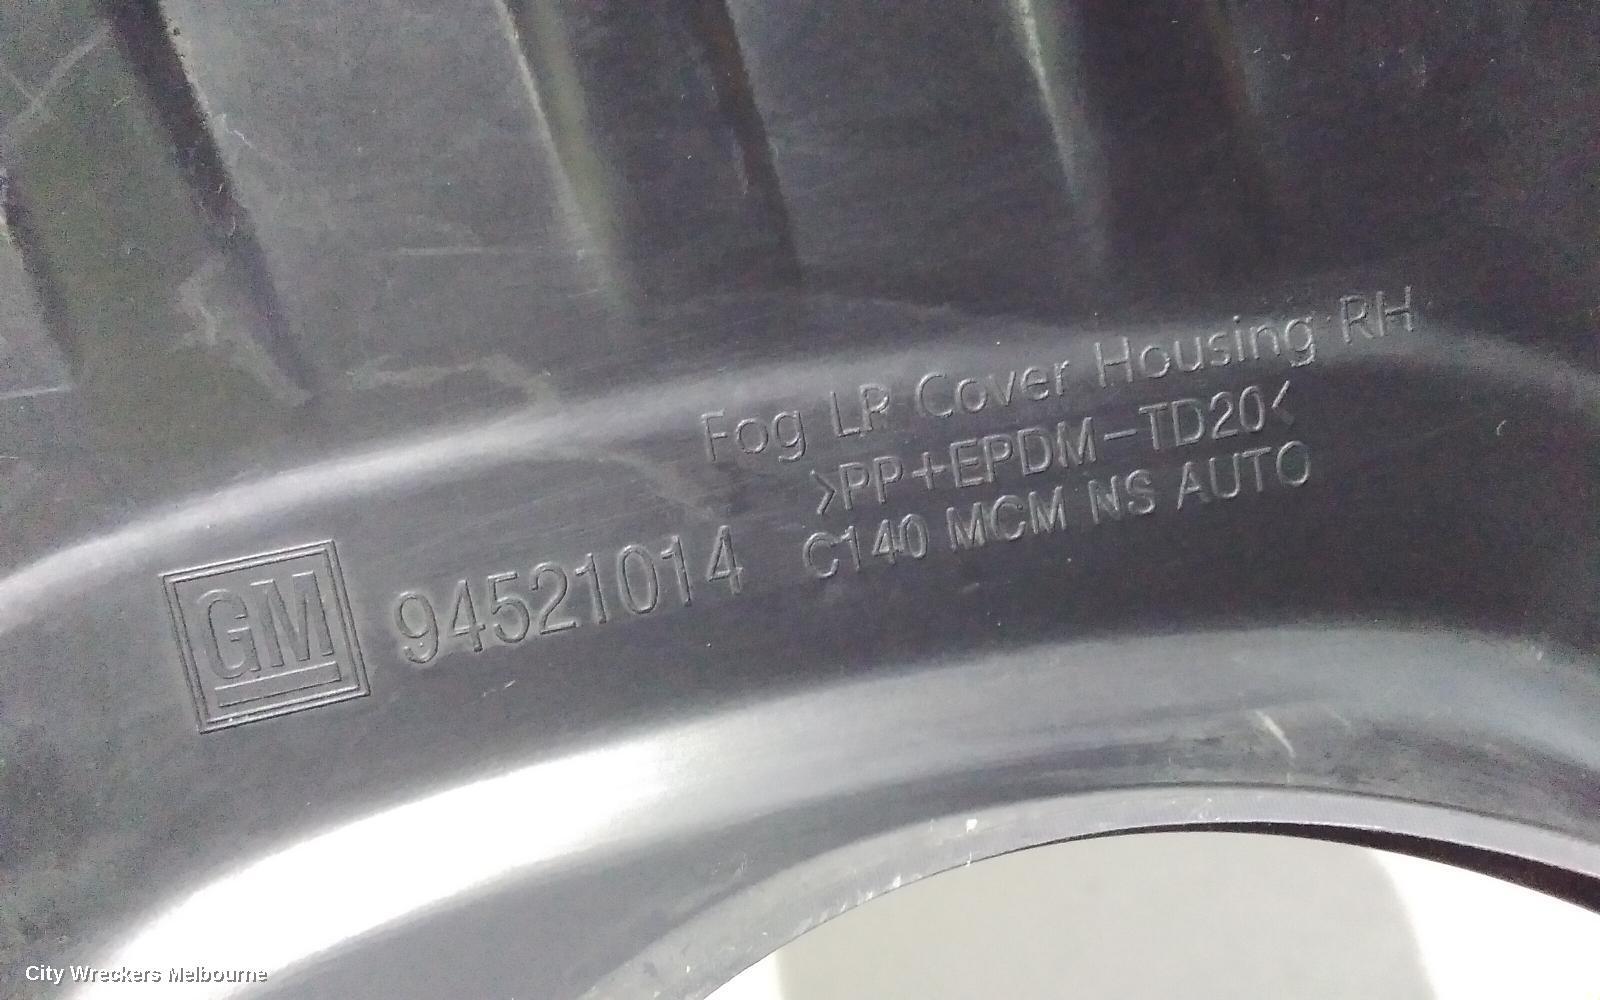 Fog LP Cover Housing RH
>PP+EPDM-TD20<
C140 MCM NS AUTO
GM 94521014
City Wreckers Melbourne